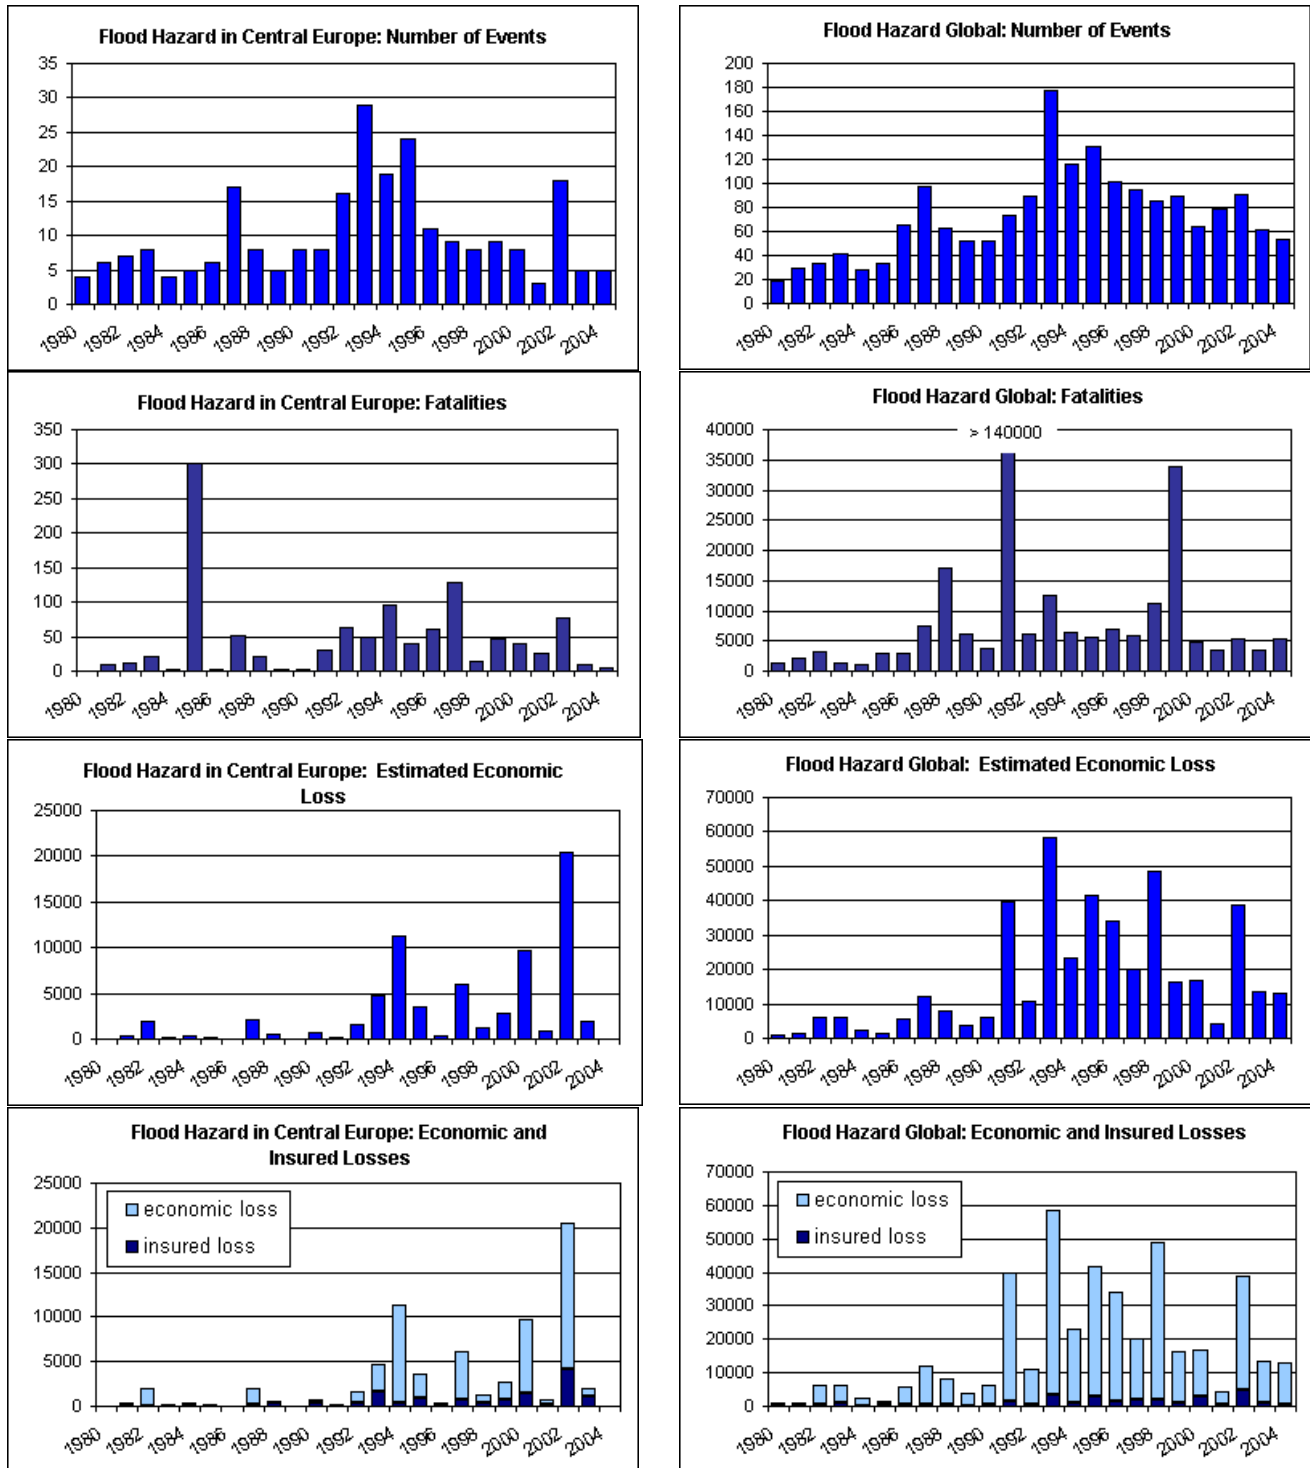 Flood Hazard in Central Europe: Number of Events
35
30
25
20
15
10
5
0
1980 1982 1984 1986 1988 1990 1992 1994 1996 1998 2000 2002 2004
Flood Hazard Global: Number of Events
200
180
160
140
120
100
80
60
40
20
0
1980 1982 1984 1986 1988 1990 1992 1994 1996 1998 2000 2002 2004
Flood Hazard in Central Europe: Fatalities
350
300
250
200
150
100
50
0
1980 1982 1984 1986 1988 1990 1992 1994 1996 1998 2000 2002 2004
Flood Hazard Global: Fatalities
> 140000
40000
35000
30000
25000
20000
15000
10000
5000
0
1980 1982 1984 1986 1988 1990 1992 1994 1996 1998 2000 2002 2004
Flood Hazard in Central Europe: Estimated Economic
Loss
25000
20000
15000
10000
5000
0
1980 1982 1984 1986 1988 1990 1992 1994 1996 1998 2000 2002 2004
Flood Hazard Global: Estimated Economic Loss
70000
60000
50000
40000
30000
20000
10000
0
1980 1982 1984 1986 1988 1990 1992 1994 1996 1998 2000 2002 2004
Flood Hazard in Central Europe: Economic and
Insured Losses
25000
20000
15000
10000
5000
0
economic loss
insured loss
1980 1982 1984 1986 1988 1990 1992 1994 1996 1998 2000 2002 2004
Flood Hazard Global: Economic and Insured Losses
70000
60000
50000
40000
30000
20000
10000
0
economic loss
insured loss
1980 1982 1984 1986 1988 1990 1992 1994 1996 1998 2000 2002 2004